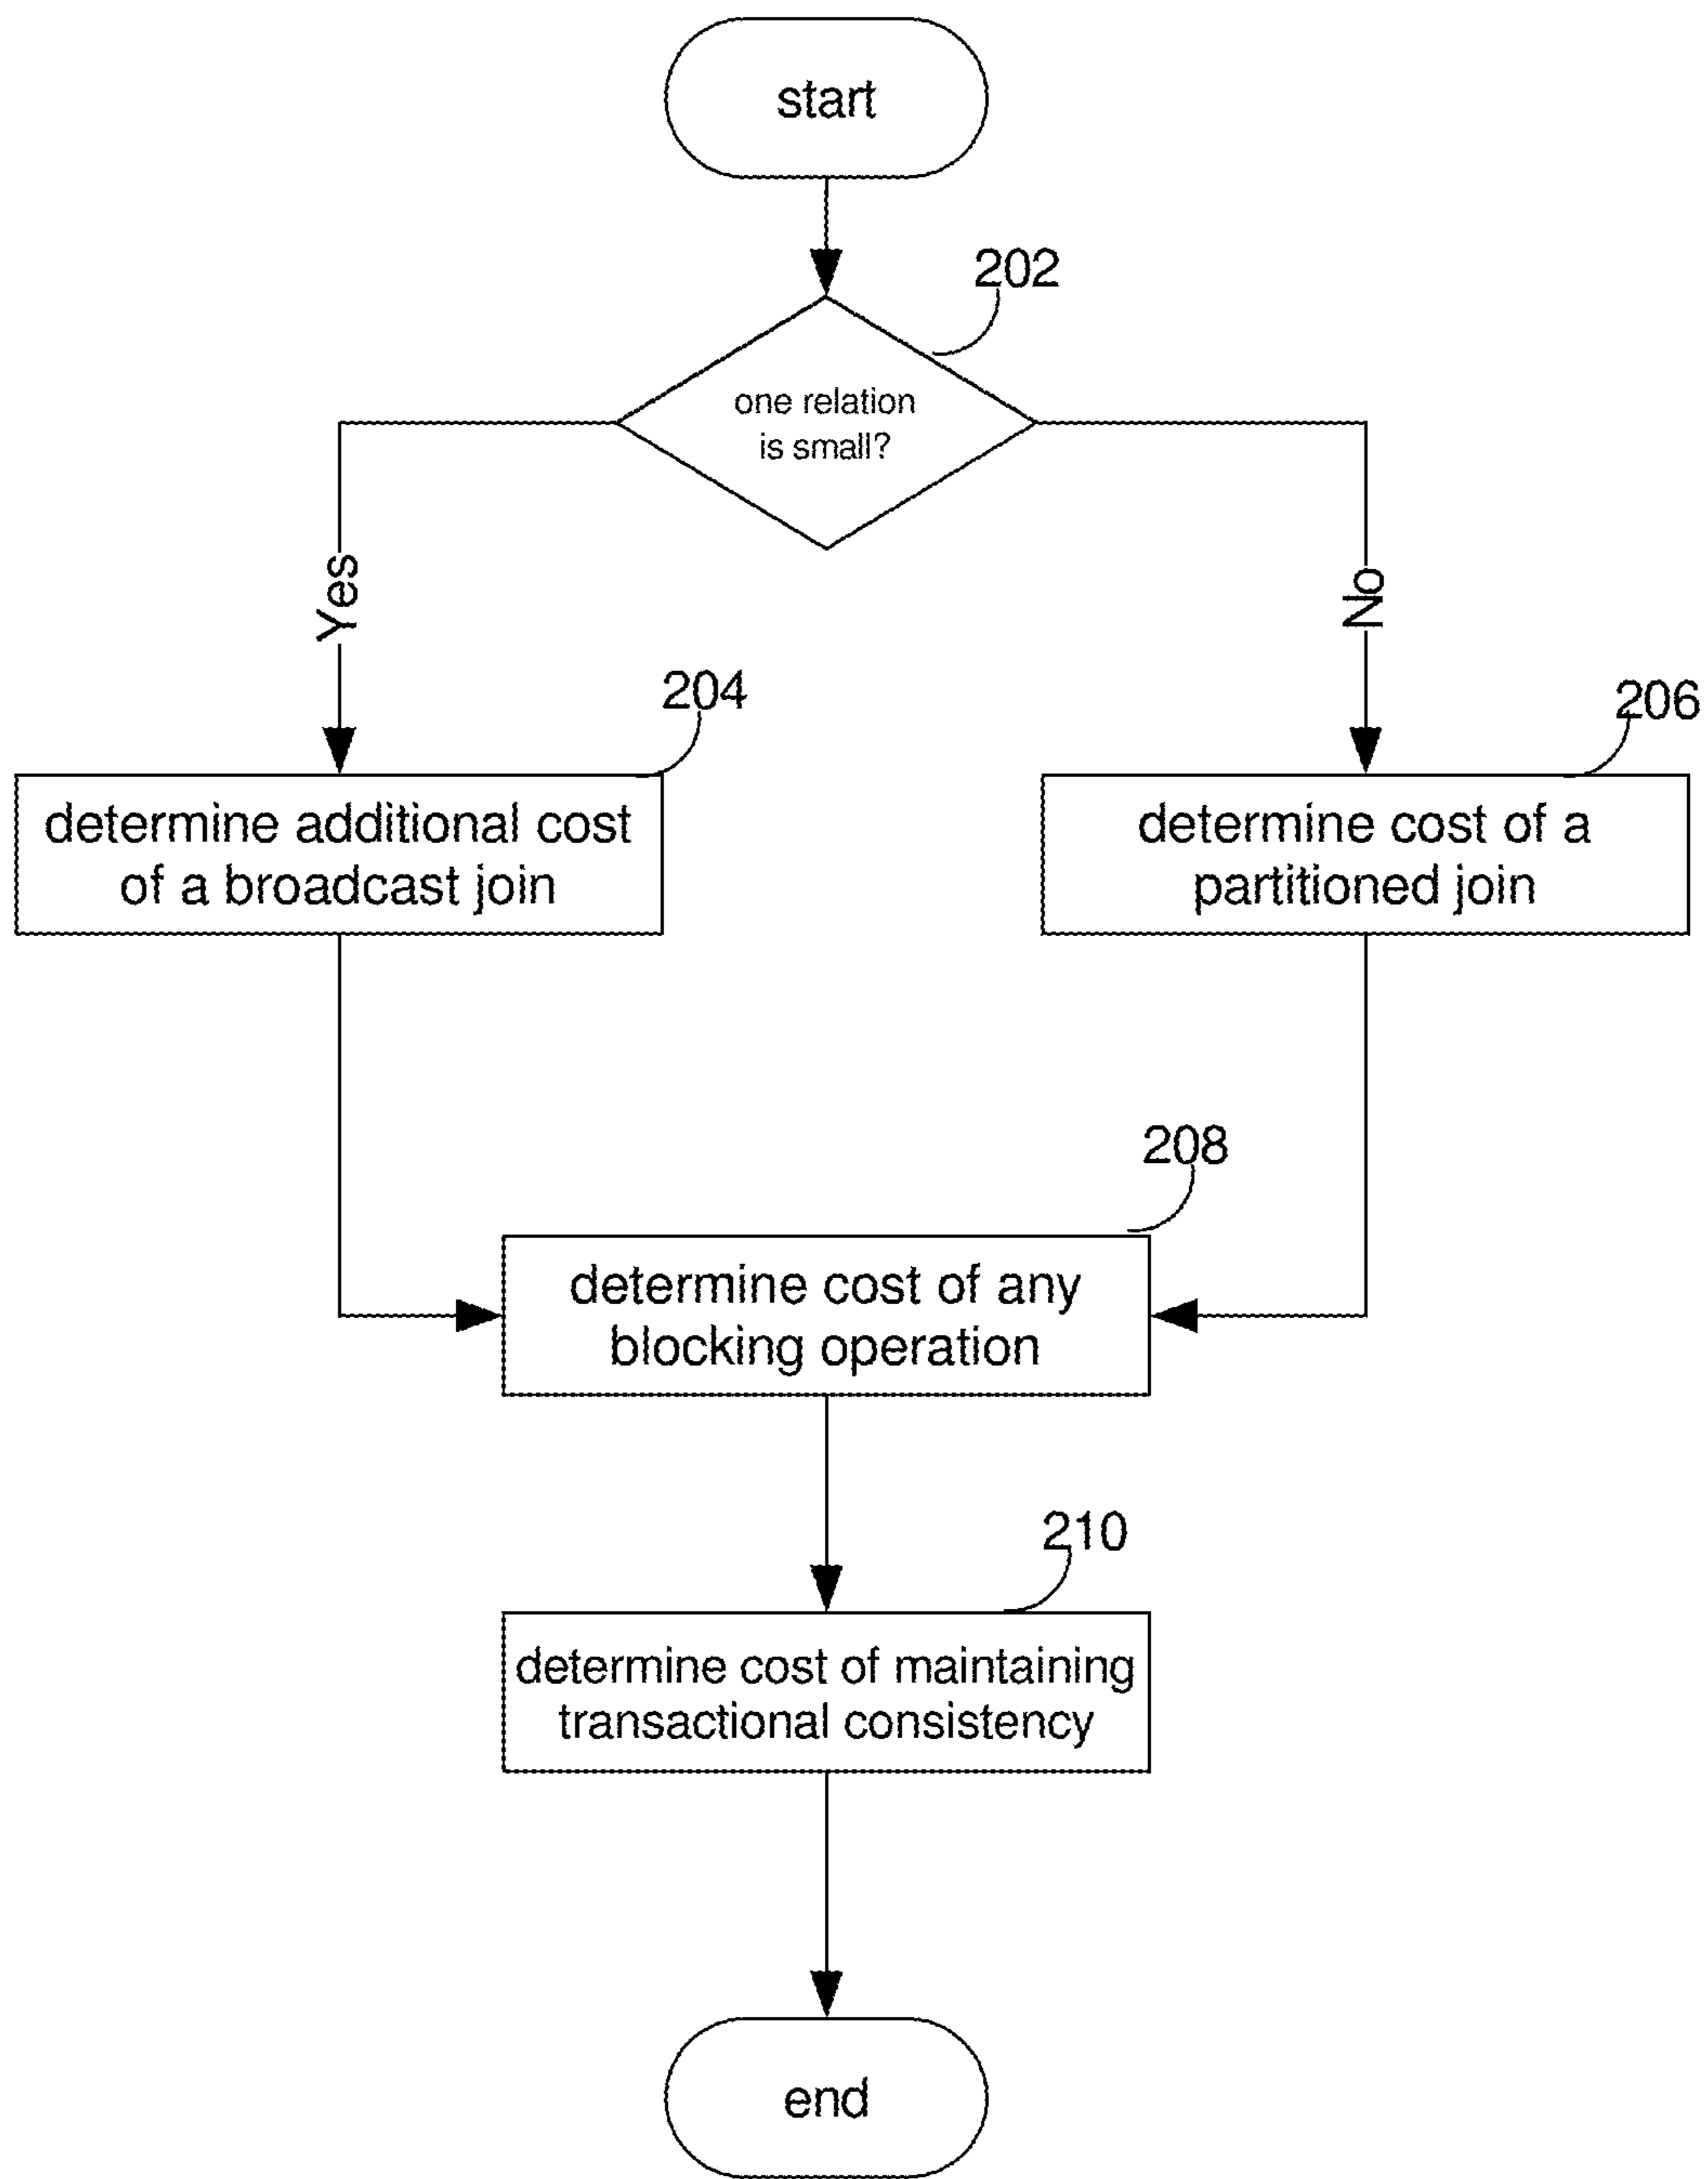 start
202
one relation
is small?
Yes
No
204
206
determine additional cost
of a broadcast join
determine cost of a
partitioned join
208
determine cost of any
blocking operation
210
determine cost of maintaining
transactional consistency
end